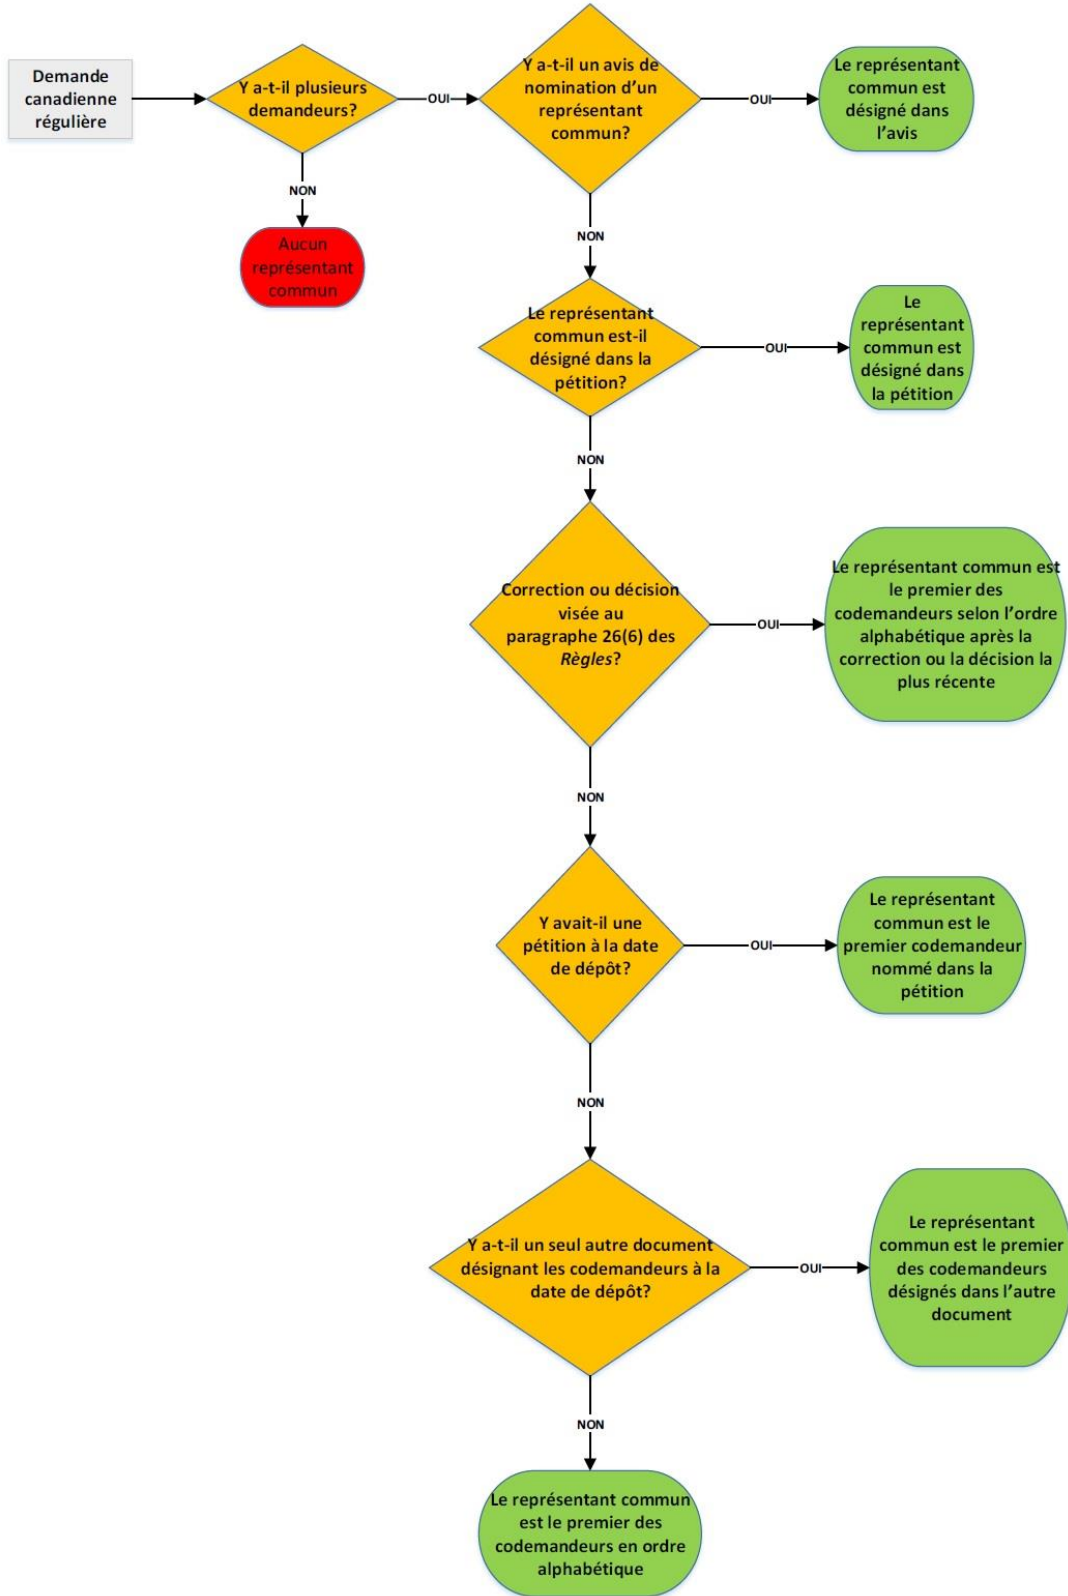 Demande
canadienne
régulière
Y a-t-il plusieurs
demandeurs?
OUI
Y a-t-il un avis de
nomination d'un
représentant
commun?
OUI
Le représentant
commun est
désigné dans
l'avis
NON
Aucun
représentant
commun
NON
Le représentant
commun est-il
désigné dans la
pétition?
OUI
Le
représentant
commun est
désigné dans
la pétition
NON
Correction ou décision
visée au
paragraphe 26(6) des
Règles?
OUI
Le représentant commun est
le premier des
codemandeurs selon l'ordre
alphabétique après la
correction ou la décision la
plus récente
NON
Y avait-il une
pétition à la date
de dépôt?
OUI
Le représentant
commun est le
premier codemandeur
nommé dans la
pétition
NON
Y a-t-il un seul autre document
désignant les codemandeurs à la
date de dépôt?
OUI
Le représentant
commun est le premier
des codemandeurs
désignés dans l'autre
document
NON
Le représentant commun
est le premier des
codemandeurs en ordre
alphabétique